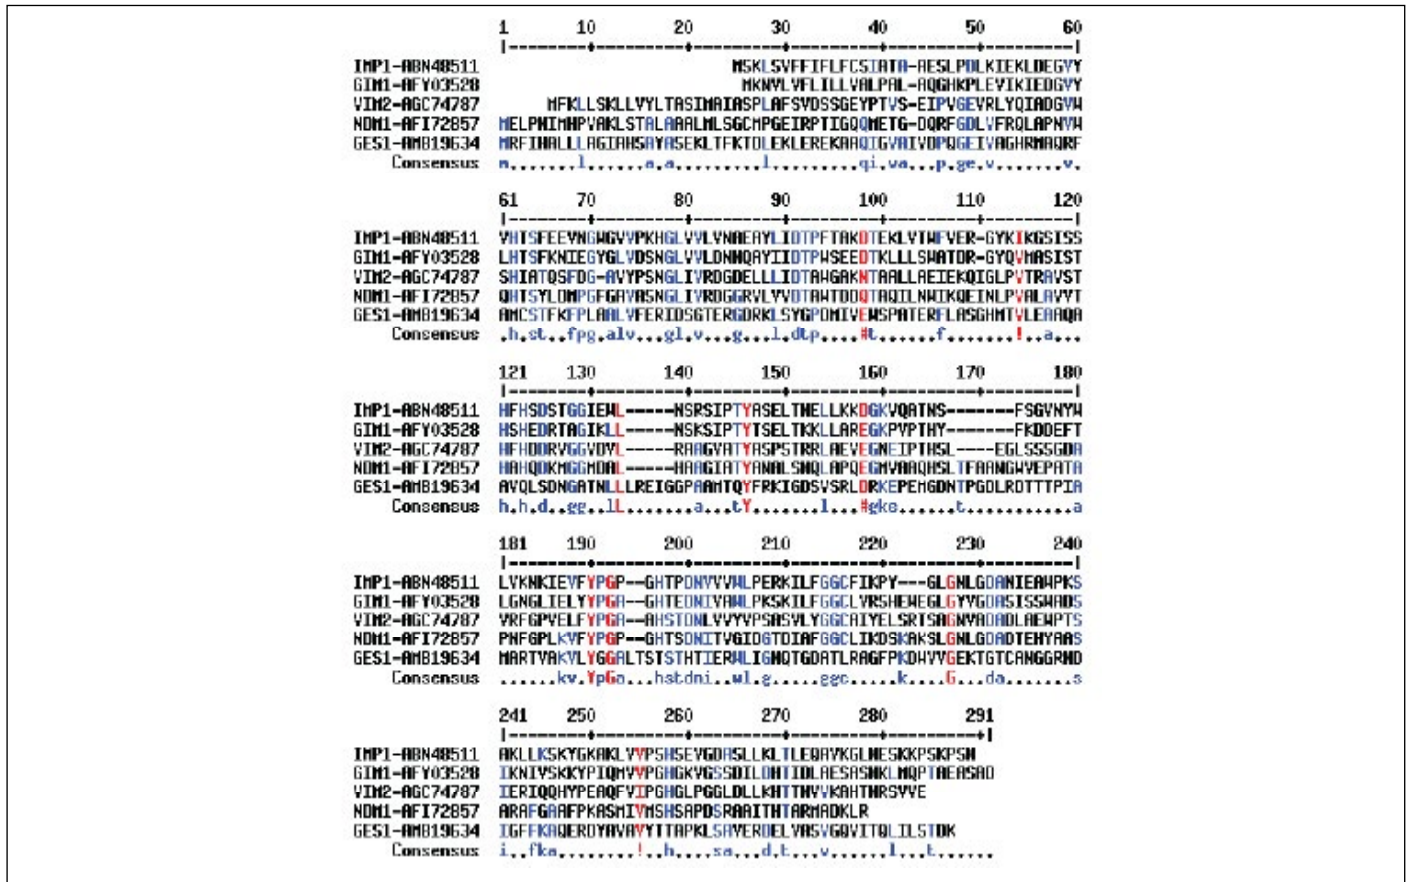 1 10 20 30 40 50 60
|--------+---------+---------+---------+---------+---------|
IMP1-ABN48511 MSKLSVFFIFLFCSIATA-AESLPDLKIEKLDEGVY
GIM1-AFY03528 MKNVLVFLILLVALPAL-AQGHKPLEVIKIEDGVY
VIM2-AGC74787 MFKLLSKLLVYLTASIMAIASPLAFSVDSSGEYPTVS-EIPVGEVRLYQIADGVW
NDM1-AFI72857 MELPNIMHPVAKLSTALAAALMLSGCMPGEIRPTIGQQMETG-DQRFGDLVFRQLAPNVW
GES1-AMB19634 MRFIHALLLAGIAHSAYASEKLTFKTDLEKLEREKAAQIGVAIVDPQGEIVAGHRMAQRF
Consensus m.......l......a.a.........l.........qi.va...p.ge.v.......v.
61 70 80 90 100 110 120
|--------+---------+---------+---------+---------+---------|
IMP1-ABN48511 VHTSFEEVNGWGVVPKHGLVVLVNAEAYLIDTPFTAKDTEKLVTWFVER-GYKIKGSISS
GIM1-AFY03528 LHTSFKNIEGYGLVDSNGLVVLDNNQAYIIDTPWSEEDTKLLLSWATDR-GYQVMASIST
VIM2-AGC74787 SHIATQSFDG-AVYPSNGLIVRDGDELLLIDTAWGAKNTAALLAEIEKQIGLPVTRAVST
NDM1-AFI72857 QHTSYLDMPGFGAVASNGLIVRDGGRVLVVDTAWTDDQTAQILNWIKQEINLPVALAVVT
GES1-AMB19634 AMCSTFKFPLAALVFERIDSGTERGDRKLSYGPDMIVEWSPATERFLASGHMTVLEAAQA
Consensus .h.st..fpg.alv...gl.v...g...l.dtp....#t......f.......!..a...
121 130 140 150 160 170 180
|--------+---------+---------+---------+---------+---------|
IMP1-ABN48511 HFHSDSTGGIEWL-----NSRSIPTYASELTNELLKKDGKVQATNS-------FSGVNYW
GIM1-AFY03528 HSHEDRTAGIKLL-----NSKSIPTYTSELTKKLLAREGKPVPTHY-------FKDDEFT
VIM2-AGC74787 HFHDDRVGGVDVL-----RAAGVATYASPSTRRLAEVEGNEIPTHSL----EGLSSSGDA
NDM1-AFI72857 HAHQDKMGGMDAL-----HAAGIATYANALSNQLAPQEGMVAAQHSLTFAANGWVEPATA
GES1-AMB19634 AVQLSDNGATNLLLREIGGPAAMTQYFRKIGDSVSRLDRKEPEMGDNTPGDLRDTTTPIA
Consensus h.h.d..gg..lL.......a..tY.......l...#gke.....t...........a
181 190 200 210 220 230 240
|--------+---------+---------+---------+---------+---------|
IMP1-ABN48511 LVKNKIEVFYPGP--GHTPDNVVVWLPERKILFGGCFIKPY---GLGNLGDANIEAWPKS
GIM1-AFY03528 LGNGLIELYYPGA--GHTEDNIVAWLPKSKILFGGCLVRSHEWEGLGYVGDASISSWADS
VIM2-AGC74787 VRFGPVELFYPGA--AHSTDNLVVYVPSASVLYGGCAIYELSRTSAGNVADADLAEWPTS
NDM1-AFI72857 PNFGPLKVFYPGP--GHTSDNITVGIDGTDIAFGGCLIKDSKAKSLGNLGDADTEHYAAS
GES1-AMB19634 MARTVAKVLYGGALTSTSTHTIERWLIGNQTGDATLRAGFPKDWVVGEKTGTCANGGRND
Consensus ......kv.YpGa..hstdni..wl.g.....ggc....k....G...da.......s
241 250 260 270 280 291
|--------+---------+---------+---------+---------+|
IMP1-ABN48511 AKLLKSKYGKAKLVVPSHSEVGDASLLKLTLEQAVKGLNESKKPSKPSN
GIM1-AFY03528 IKNIVSKKYPIQMVVPGHGKVGSSDILDHTIDLAESASNKLMQPTAEASAD
VIM2-AGC74787 IERIQQHYPEAQFVIPGHGLPGGLDLLKHTTNVVKAHTNRSVVE
NDM1-AFI72857 ARAFGAAFPKASMIVMSHSAPDSRAAITHTARMADKLR
GES1-AMB19634 IGFFKAQERDYAVAVYTTAPKLSAVERDELVASVGQVITQLILSTDK
Consensus i..fka........!..h....sa...d.t...v......l...t......